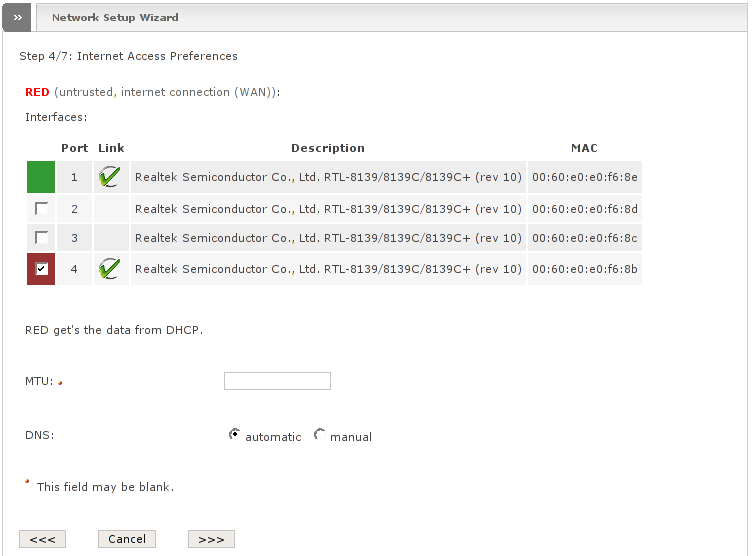 » Network Setup Wizard
Step 4/7: Internet Access Preferences
RED (untrusted, internet connection (WAN)):
Interfaces:
Port Link Description MAC
1 Realtek Semiconductor Co., Ltd. RTL-8139/8139C/8139C+ (rev 10) 00:60:e0:e0:f6:8e
2 Realtek Semiconductor Co., Ltd. RTL-8139/8139C/8139C+ (rev 10) 00:60:e0:e0:f6:8d
3 Realtek Semiconductor Co., Ltd. RTL-8139/8139C/8139C+ (rev 10) 00:60:e0:e0:f6:8c
4 Realtek Semiconductor Co., Ltd. RTL-8139/8139C/8139C+ (rev 10) 00:60:e0:e0:f6:8b
RED get's the data from DHCP.
MTU:
DNS: automatic manual
This field may be blank.
<<< Cancel >>>